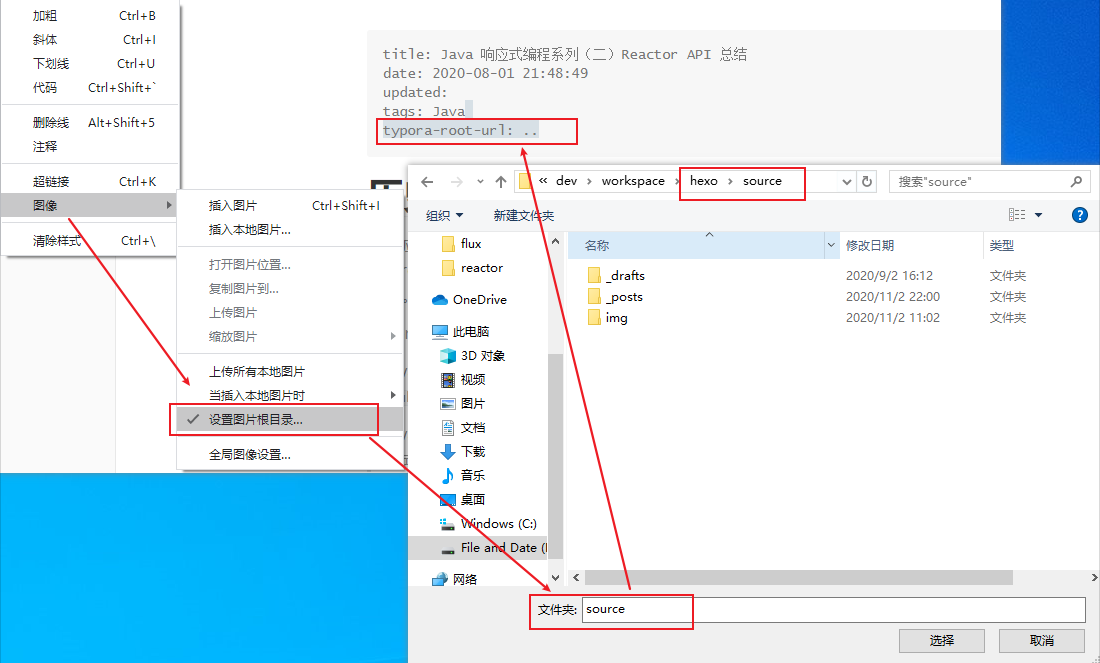 加粗 Ctrl+B
斜体 Ctrl+I
下划线 Ctrl+U
代码 Ctrl+Shift+`
删除线 Alt+Shift+5
注释
超链接 Ctrl+K
图像
清除样式 Ctrl+\
插入图片 Ctrl+Shift+I
插入本地图片...
打开图片位置...
复制图片到...
上传图片
缩放图片
上传所有本地图片
当插入本地图片时
设置图片根目录...
全局图像设置...
title: Java 响应式编程系列（二）Reactor API 总结
date: 2020-08-01 21:48:49
updated:
tags: Java
typora-root-url: ..
« dev › workspace › hexo › source
搜索"source"
组织 新建文件夹
flux
reactor
OneDrive
此电脑
3D 对象
视频
图片
文档
下载
音乐
桌面
Windows (C:)
File and Date (
网络
名称 修改日期 类型
_drafts 2020/9/2 16:12 文件夹
_posts 2020/11/2 22:00 文件夹
img 2020/11/2 11:02 文件夹
文件夹: source
选择 取消